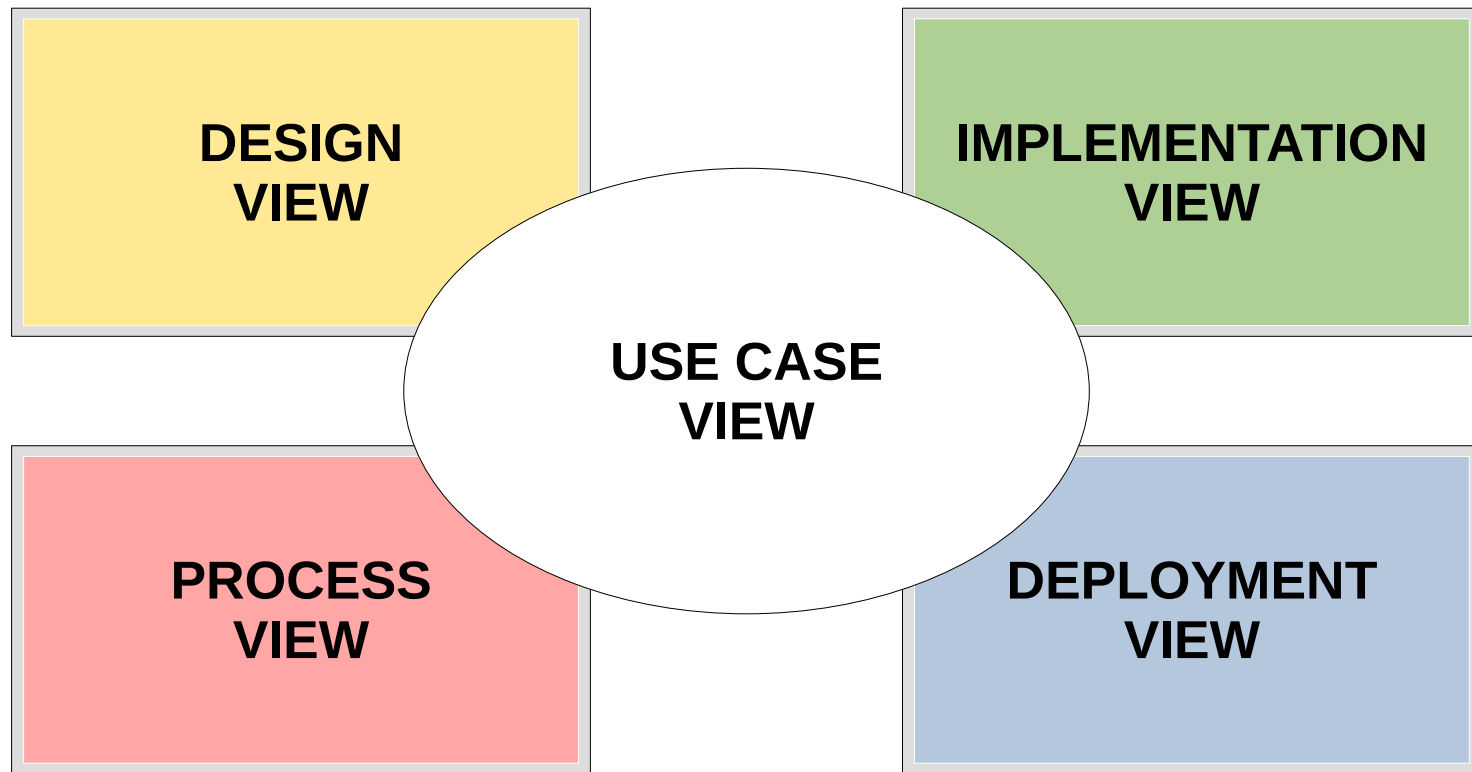 DESIGN
VIEW
IMPLEMENTATION
VIEW
USE CASE
VIEW
PROCESS
VIEW
DEPLOYMENT
VIEW